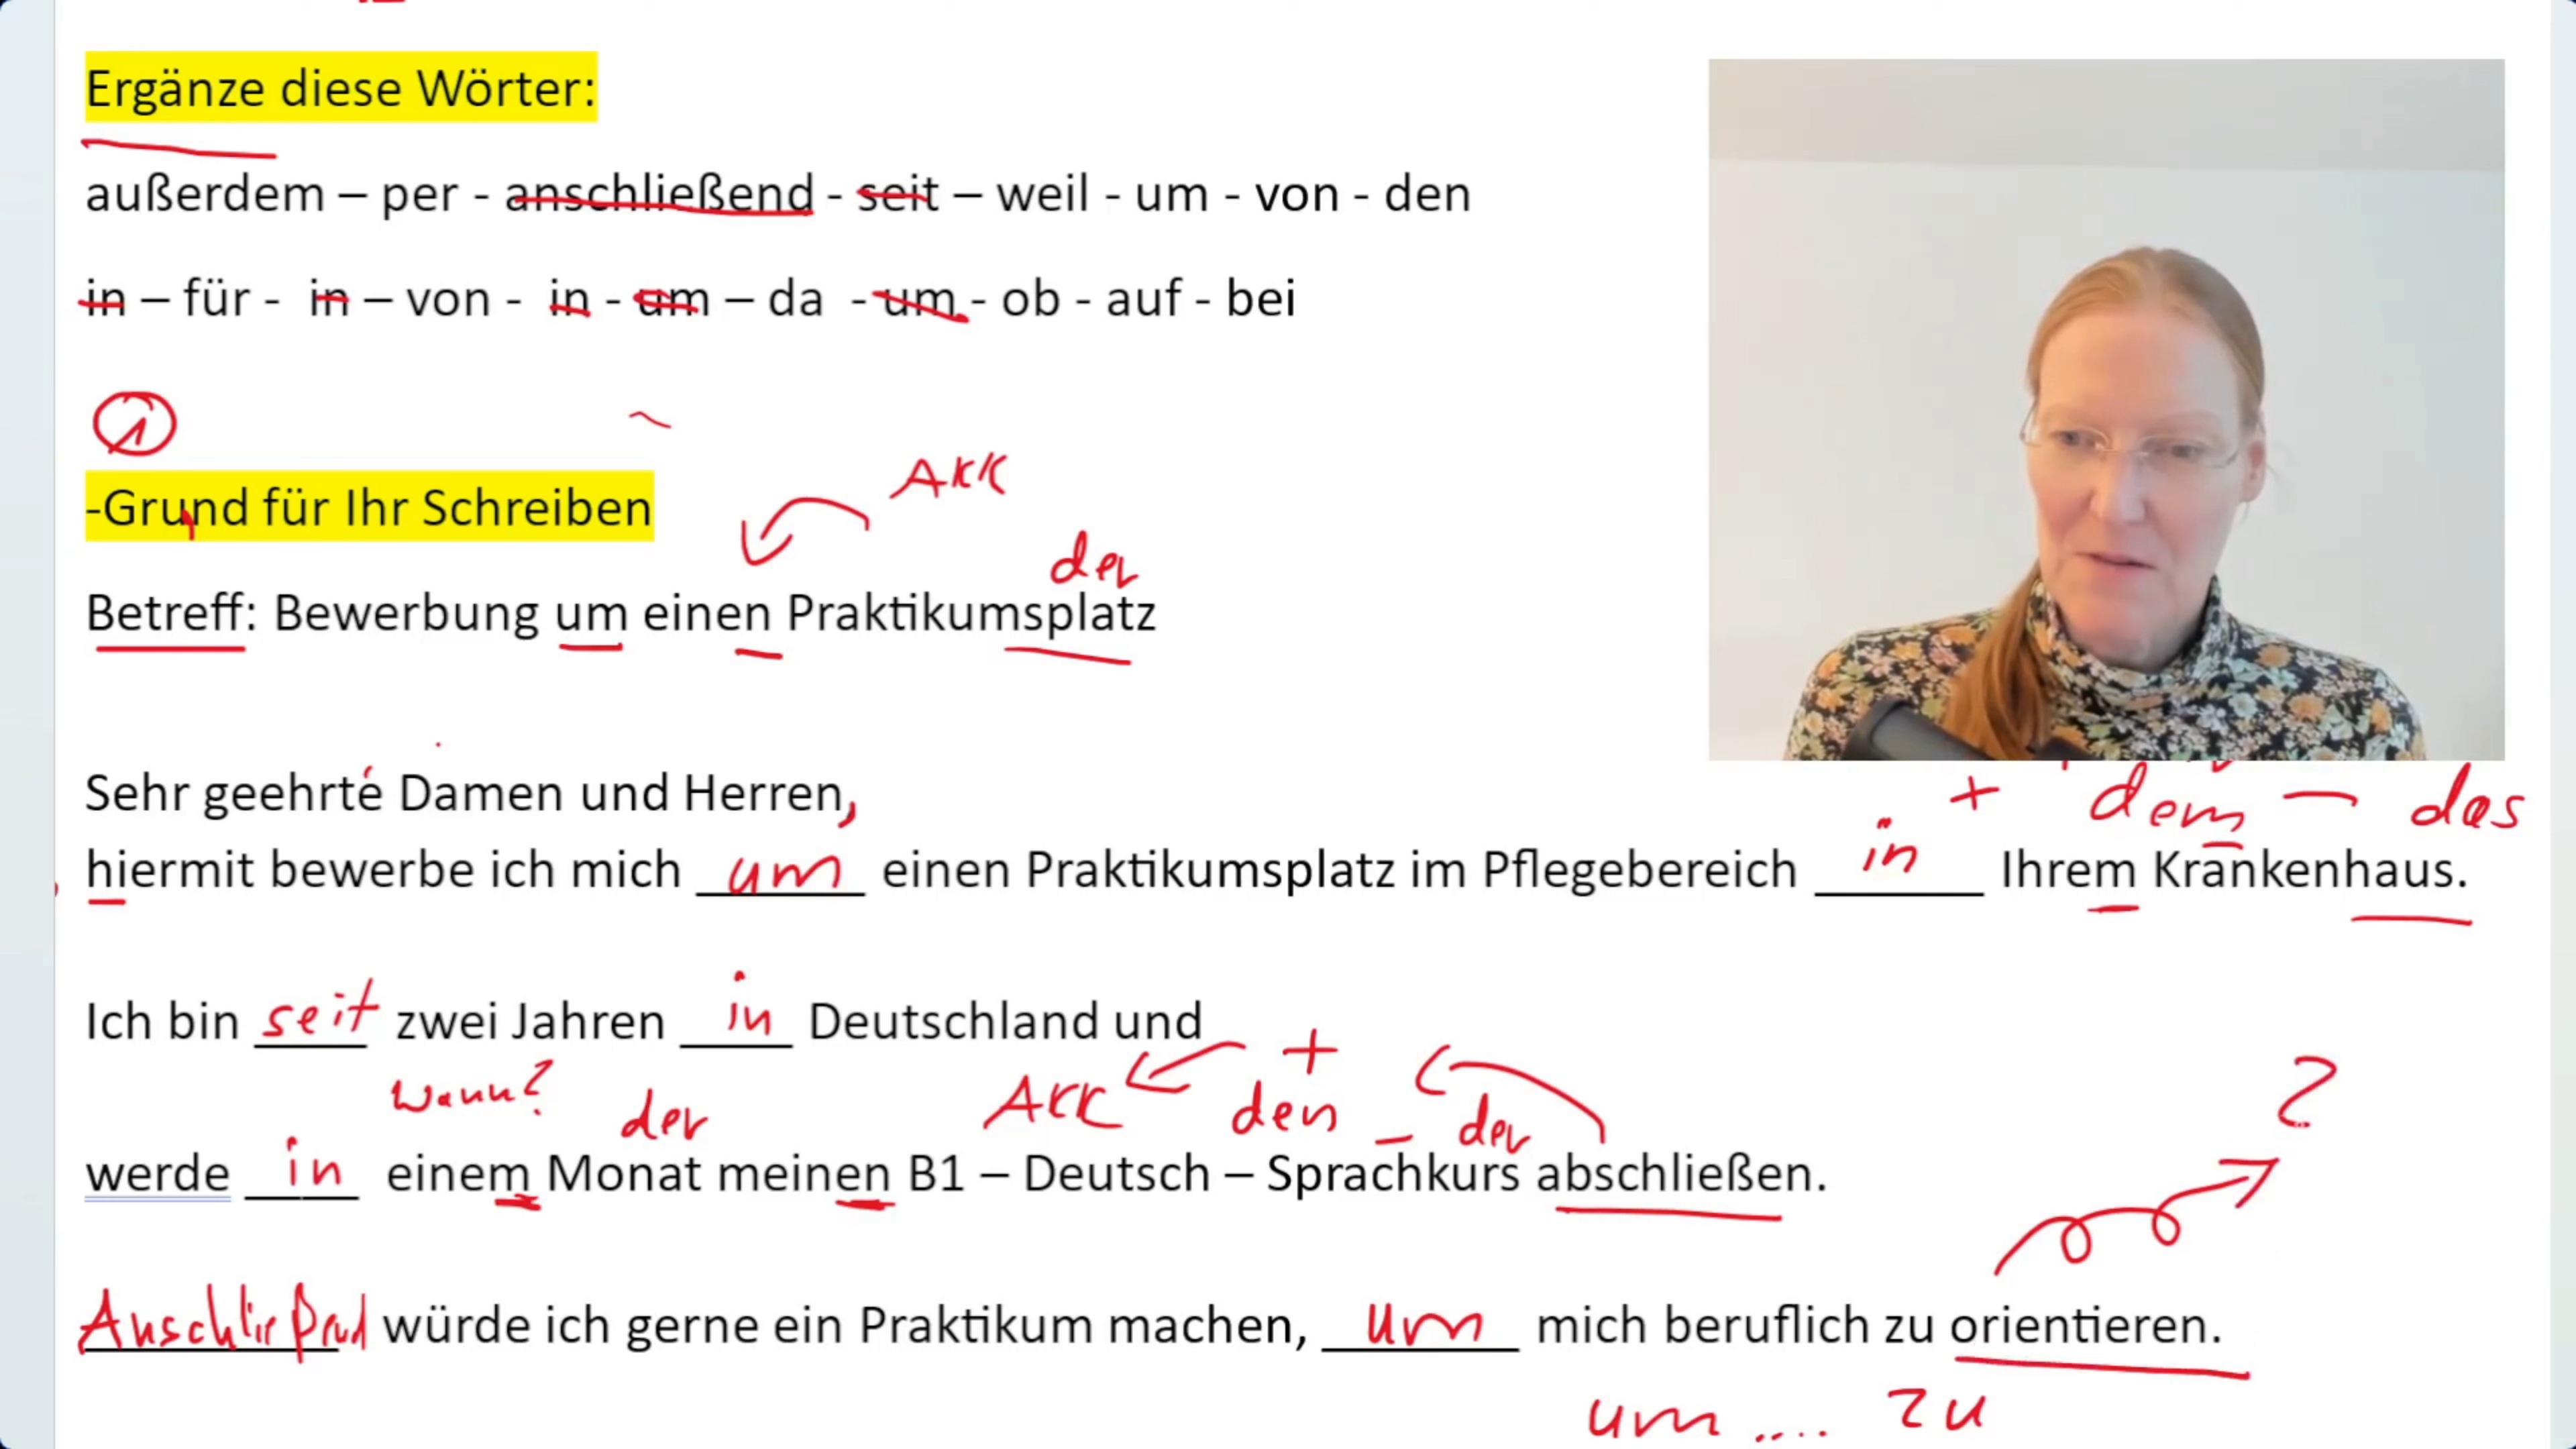 Ergänze diese Wörter:
außerdem – per - anschließend - seit – weil - um - von - den
in – für - in – von - in - um – da - um - ob - auf - bei
1
AKK
-Grund für Ihr Schreiben
der
Betreff: Bewerbung um einen Praktikumsplatz
Sehr geehrte Damen und Herren,
+ dem – das
hiermit bewerbe ich mich um einen Praktikumsplatz im Pflegebereich in Ihrem Krankenhaus.
Ich bin seit zwei Jahren in Deutschland und
Wann? der AKK + den – der ?
werde in einem Monat meinen B1 – Deutsch – Sprachkurs abschließen.
Anschließend würde ich gerne ein Praktikum machen, um mich beruflich zu orientieren.
um .... zu